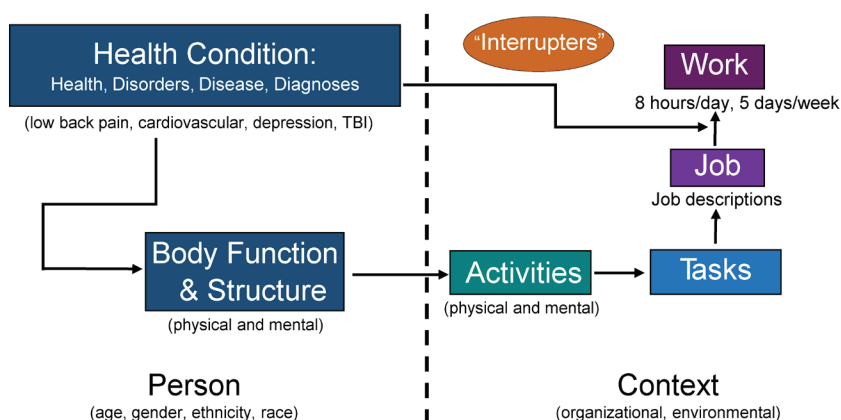 Health Condition:
Health, Disorders, Disease, Diagnoses
(low back pain, cardiovascular, depression, TBI)
“Interrupters”
Work
8 hours/day, 5 days/week
Job
Job descriptions
Body Function
& Structure
(physical and mental)
Activities
(physical and mental)
Tasks
Person
(age, gender, ethnicity, race)
Context
(organizational, environmental)